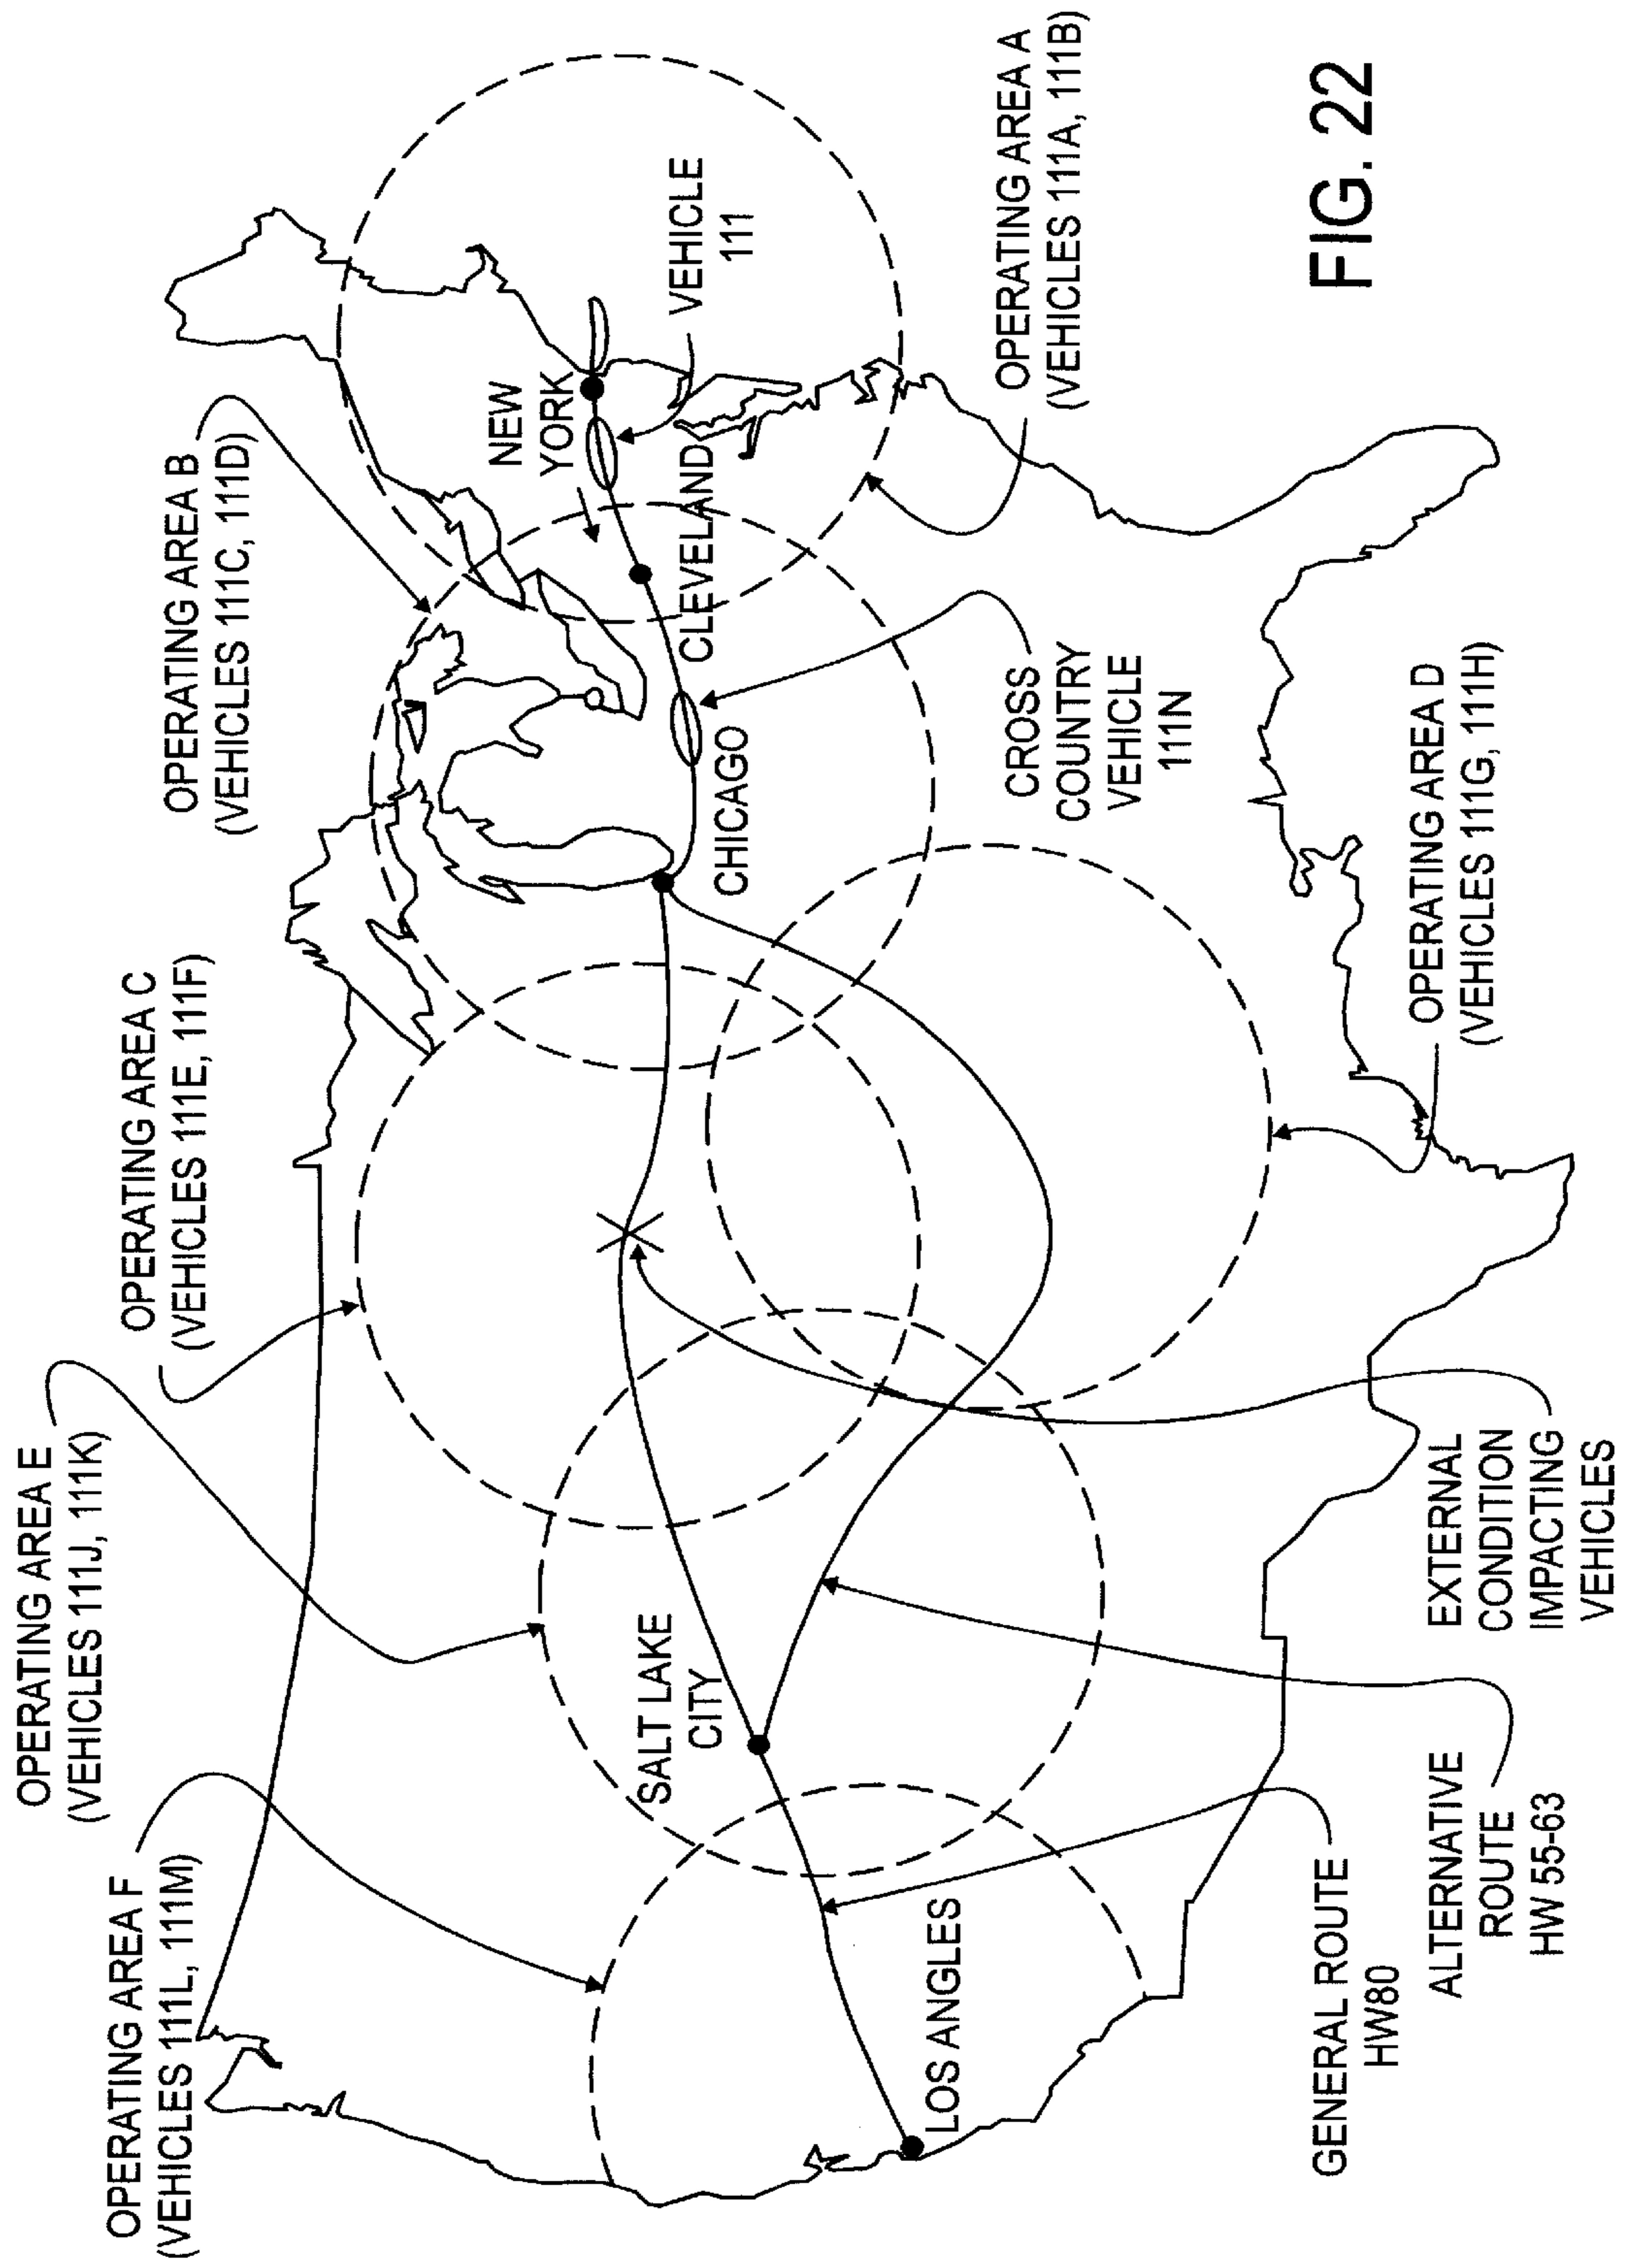 OPERATING AREA F
(VEHICLES 111L, 111M)
OPERATING AREA E
(VEHICLES 111J, 111K)
OPERATING AREA C
(VEHICLES 111E, 111F)
OPERATING AREA B
(VEHICLES 111C, 111D)
NEW
YORK
VEHICLE
111
CLEVELAND
CHICAGO
SALT LAKE
CITY
LOS ANGLES
CROSS
COUNTRY
VEHICLE
111N
OPERATING AREA A
(VEHICLES 111A, 111B)
GENERAL ROUTE
HW80
ALTERNATIVE
ROUTE
HW 55-63
EXTERNAL
CONDITION
IMPACTING
VEHICLES
OPERATING AREA D
(VEHICLES 111G, 111H)
FIG. 22